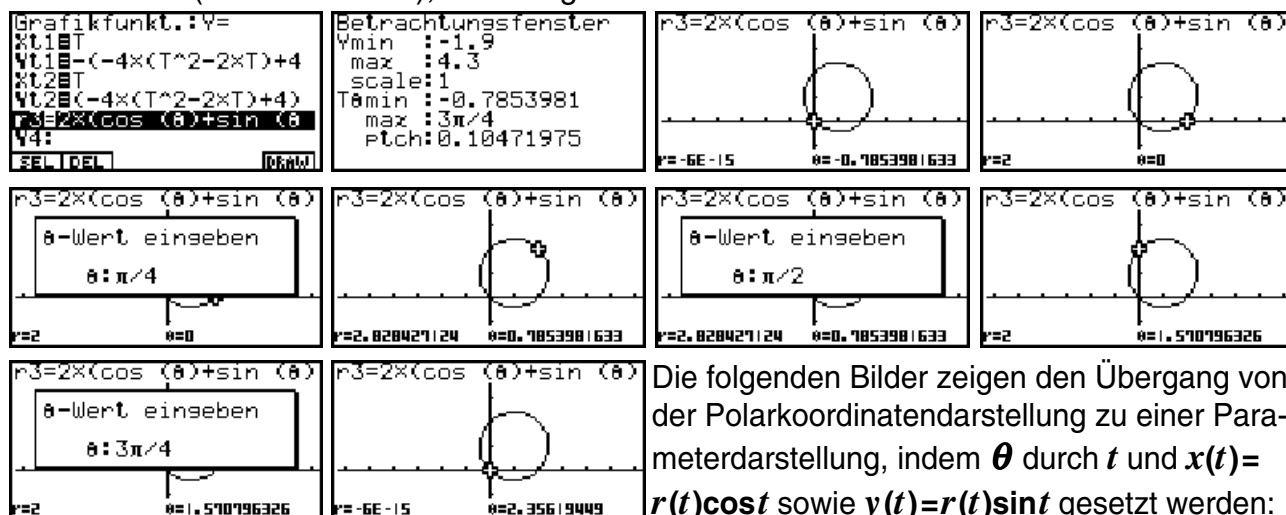 Grafikfunkt.:Y=
Xt1=T
Yt1=-(-4×(T^2-2×T)+4
Xt2=T
Yt2=(-4×(T^2-2×T)+4)
r3=2×(cos (θ)+sin (θ
Y4:
SEL DEL DRAW
Betrachtungsfenster
Ymin :-1.9
max :4.3
scale:1
Tθmin :-0.7853981
max :3π/4
ptch:0.10471975
r3=2×(cos (θ)+sin (θ)
r=-6E-15 θ=-0.7853981633
r3=2×(cos (θ)+sin (θ)
r=2 θ=0
r3=2×(cos (θ)+sin (θ)
θ-Wert eingeben
θ:π/4
r=2 θ=0
r3=2×(cos (θ)+sin (θ)
r=2.828427124 θ=0.7853981633
r3=2×(cos (θ)+sin (θ)
θ-Wert eingeben
θ:π/2
r=2.828427124 θ=0.7853981633
r3=2×(cos (θ)+sin (θ)
r=2 θ=1.570796326
r3=2×(cos (θ)+sin (θ)
θ-Wert eingeben
θ:3π/4
r=2 θ=1.570796326
r3=2×(cos (θ)+sin (θ)
r=-6E-15 θ=2.35619449
Die folgenden Bilder zeigen den Übergang von
der Polarkoordinatendarstellung zu einer Para-
meterdarstellung, indem θ durch t und x(t)=
r(t)cost sowie y(t)=r(t)sint gesetzt werden: